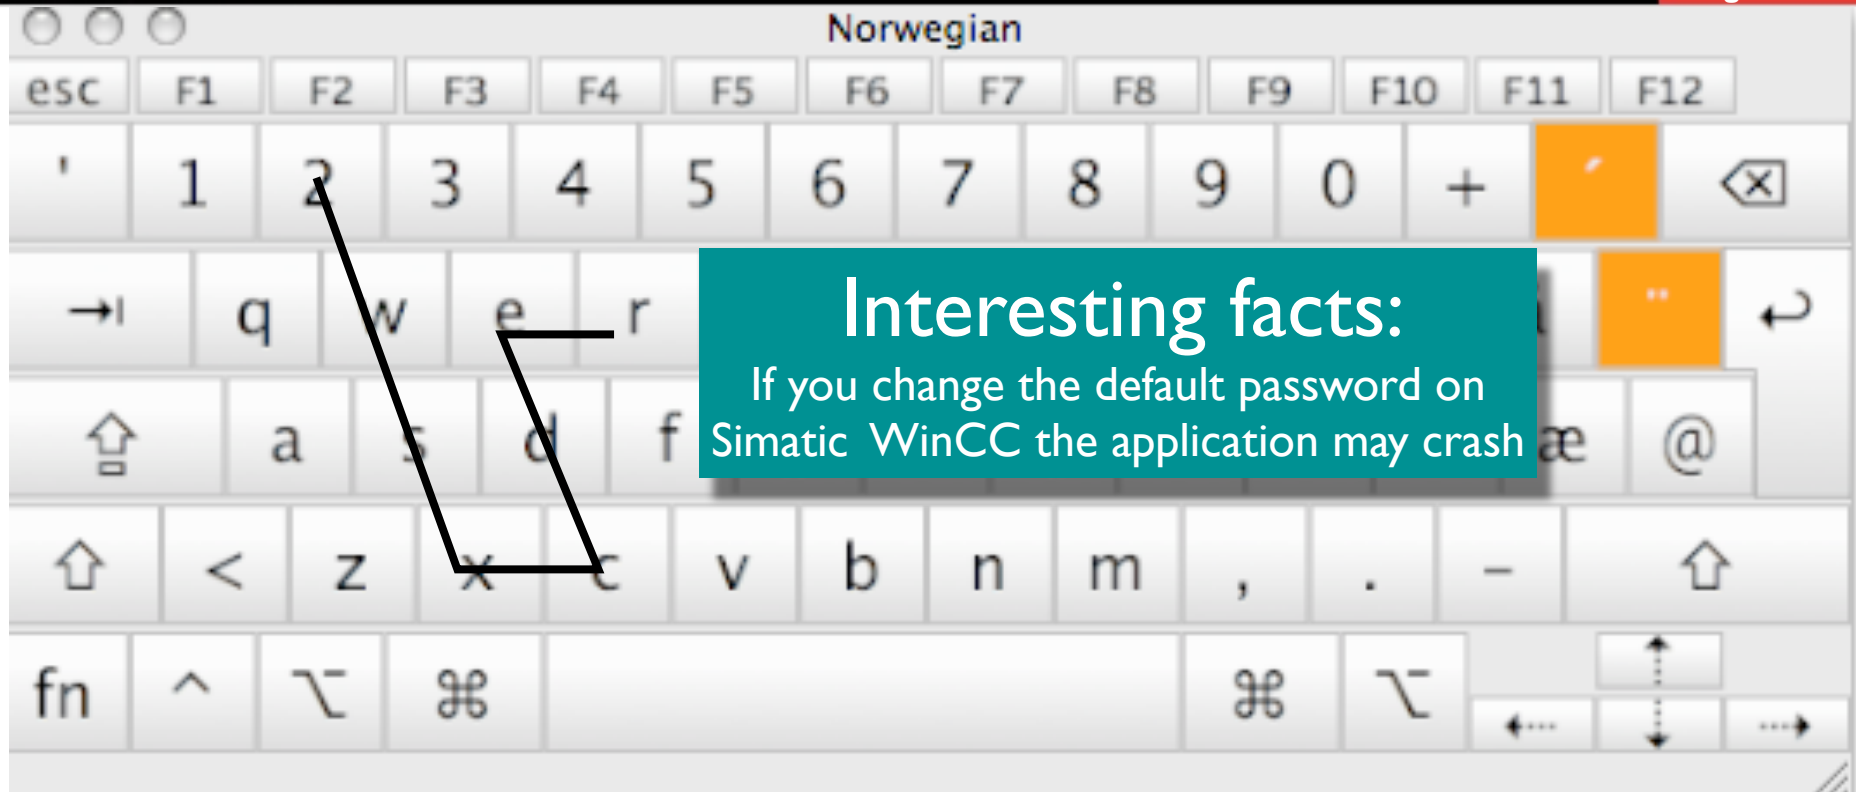 Norwegian
esc F1 F2 F3 F4 F5 F6 F7 F8 F9 F10 F11 F12
' 1 2 3 4 5 6 7 8 9 0 + ´
q w e r ¨
Interesting facts:
If you change the default password on
Simatic WinCC the application may crash
a s d f æ @
< z x c v b n m , . -
fn ^ ⌥ ⌘ ⌘ ⌥